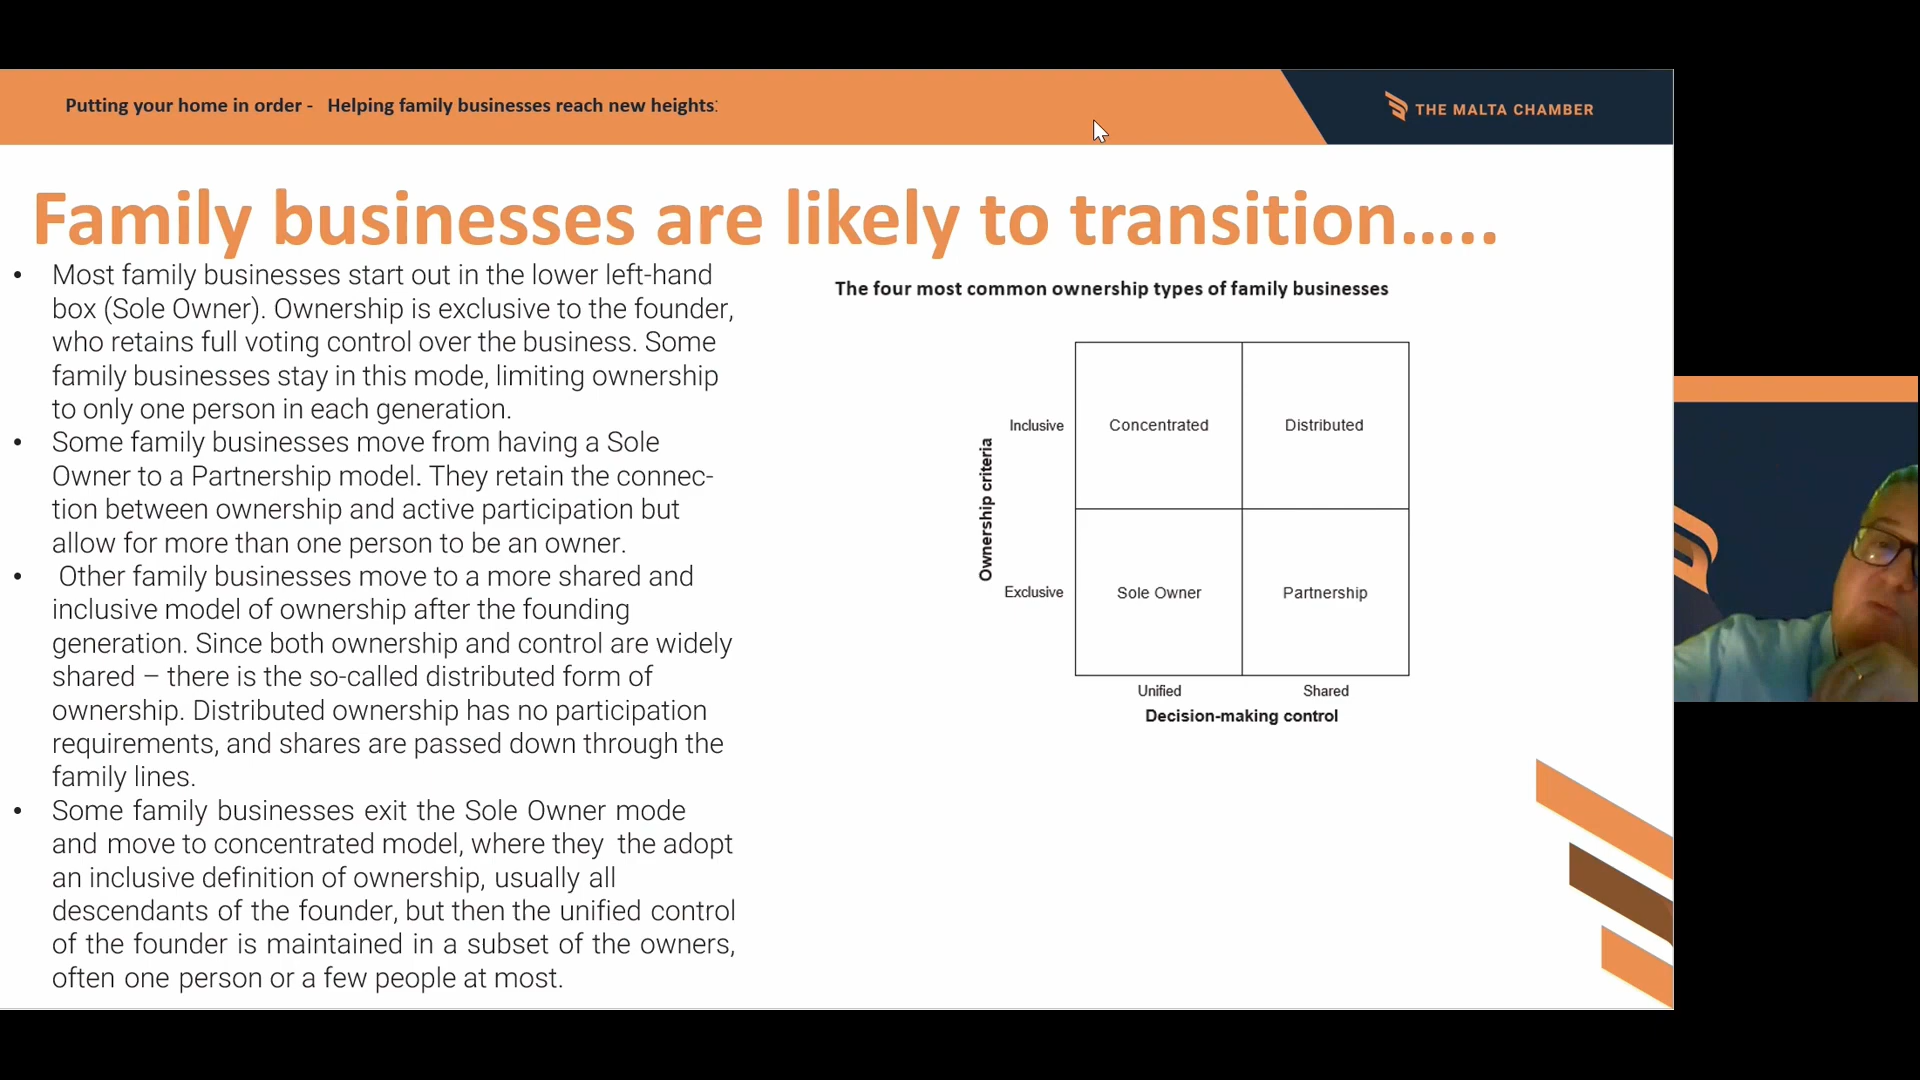 Putting your home in order -   Helping family businesses reach new heights:
THE MALTA CHAMBER
Family businesses are likely to transition.....
• Most family businesses start out in the lower left-hand
box (Sole Owner). Ownership is exclusive to the founder,
who retains full voting control over the business. Some
family businesses stay in this mode, limiting ownership
to only one person in each generation.
• Some family businesses move from having a Sole
Owner to a Partnership model. They retain the connec-
tion between ownership and active participation but
allow for more than one person to be an owner.
• Other family businesses move to a more shared and
inclusive model of ownership after the founding
generation. Since both ownership and control are widely
shared – there is the so-called distributed form of
ownership. Distributed ownership has no participation
requirements, and shares are passed down through the
family lines.
• Some family businesses exit the Sole Owner mode
and move to concentrated model, where they  the adopt
an inclusive definition of ownership, usually all
descendants of the founder, but then the unified control
of the founder is maintained in a subset of the owners,
often one person or a few people at most.
The four most common ownership types of family businesses
Ownership criteria
Inclusive
Concentrated
Distributed
Exclusive
Sole Owner
Partnership
Unified
Shared
Decision-making control